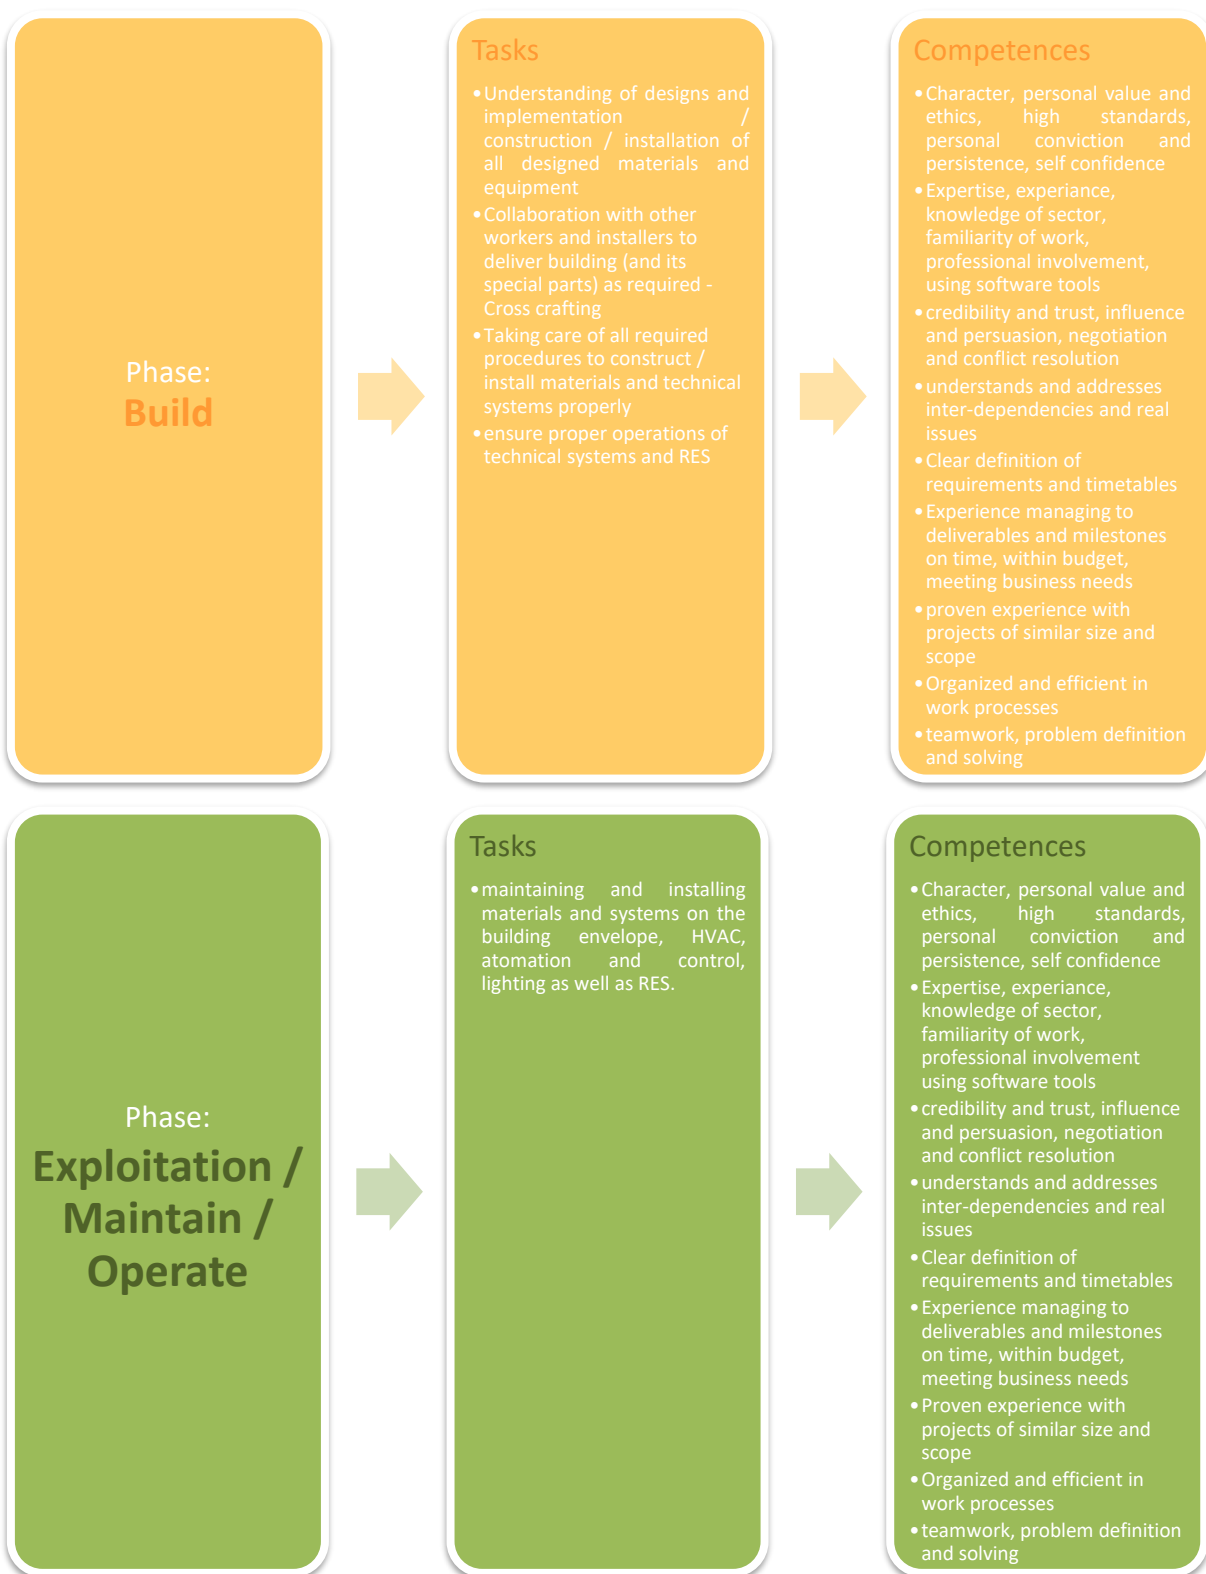 Phase:
Build
Tasks
•Understanding of designs and
implementation /
construction / installation of
all designed materials and
equipment
•Collaboration with other
workers and installers to
deliver building (and its
special parts) as required -
Cross crafting
•Taking care of all required
procedures to construct /
install materials and technical
systems properly
•ensure proper operations of
technical systems and RES
Competences
•Character, personal value and
ethics, high standards,
personal conviction and
persistence, self confidence
•Expertise, experiance,
knowledge of sector,
familiarity of work,
professional involvement,
using software tools
•credibility and trust, influence
and persuasion, negotiation
and conflict resolution
•understands and addresses
inter-dependencies and real
issues
•Clear definition of
requirements and timetables
•Experience managing to
deliverables and milestones
on time, within budget,
meeting business needs
•proven experience with
projects of similar size and
scope
•Organized and efficient in
work processes
•teamwork, problem definition
and solving
Phase:
Exploitation /
Maintain /
Operate
Tasks
•maintaining and installing
materials and systems on the
building envelope, HVAC,
atomation and control,
lighting as well as RES.
Competences
•Character, personal value and
ethics, high standards,
personal conviction and
persistence, self confidence
•Expertise, experiance,
knowledge of sector,
familiarity of work,
professional involvement
using software tools
•credibility and trust, influence
and persuasion, negotiation
and conflict resolution
•understands and addresses
inter-dependencies and real
issues
•Clear definition of
requirements and timetables
•Experience managing to
deliverables and milestones
on time, within budget,
meeting business needs
•Proven experience with
projects of similar size and
scope
•Organized and efficient in
work processes
•teamwork, problem definition
and solving